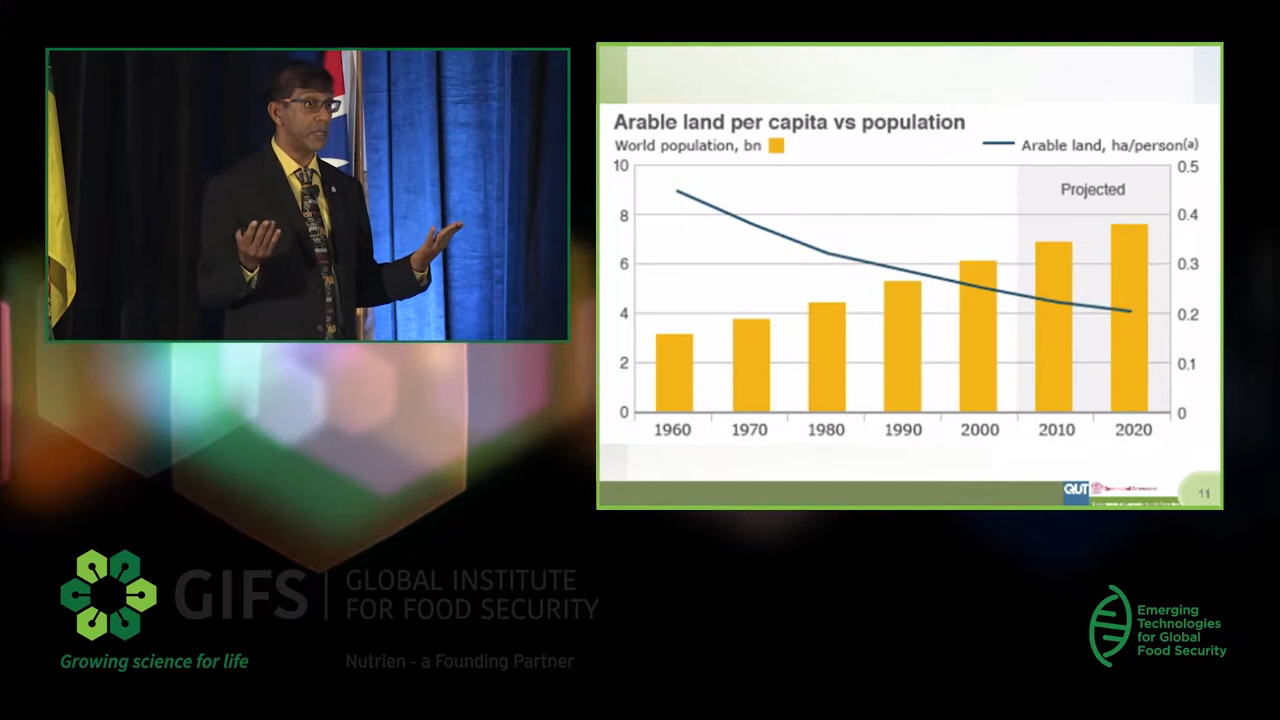 Arable land per capita vs population
World population, bn
Arable land, ha/person(a)
10
8
6
4
2
0
Projected
0.5
0.4
0.3
0.2
0.1
0
1960 1970 1980 1990 2000 2010 2020
QUT
11
GIFS
GLOBAL INSTITUTE
FOR FOOD SECURITY
Growing science for life
Nutrien - a Founding Partner
Emerging
Technologies
for Global
Food Security